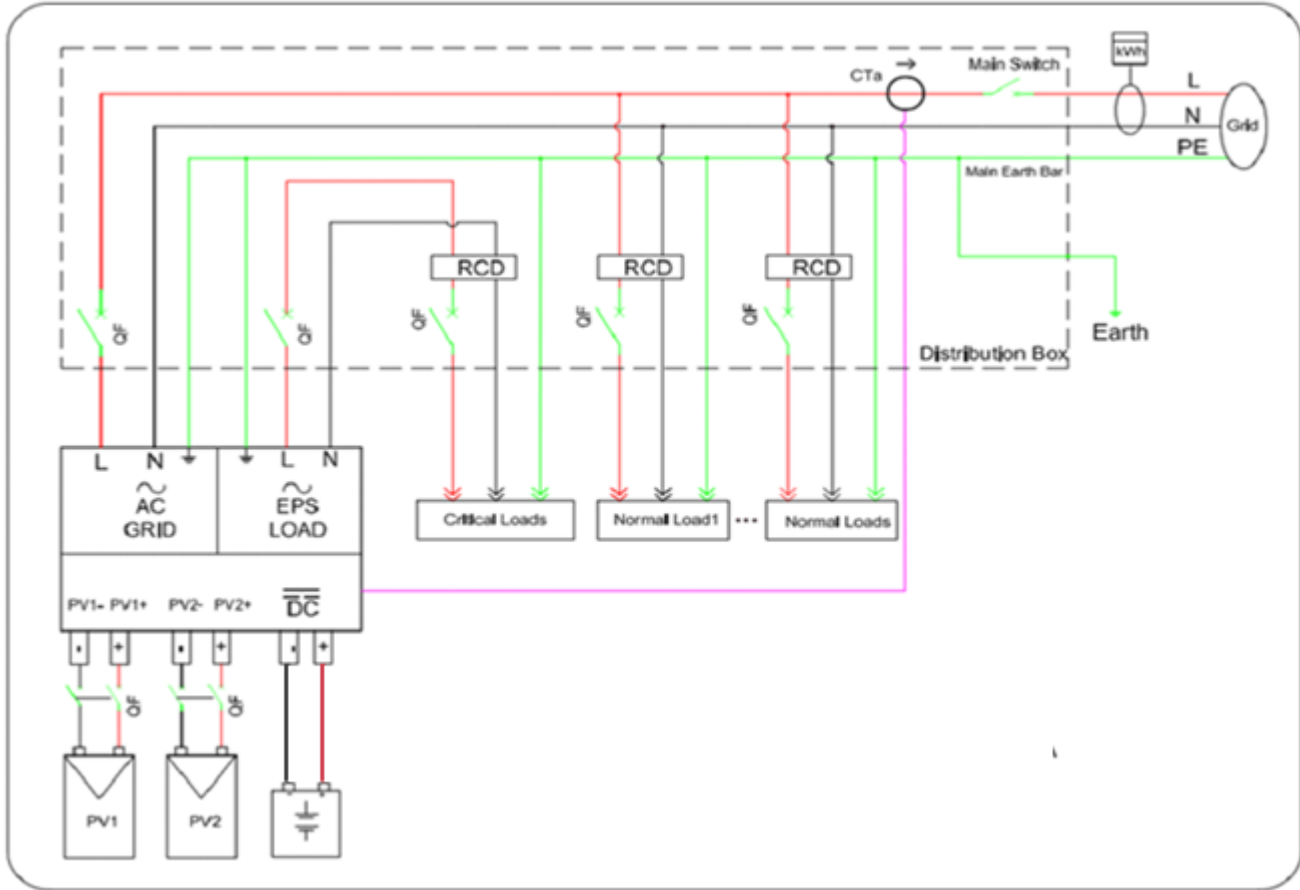 kWh
CTa
Main Switch
L
N
Grid
PE
Main Earth Bar
RCD
RCD
RCD
QF
QF
QF
QF
QF
Earth
Distribution Box
L
N
L
N
AC
GRID
EPS
LOAD
Critical Loads
Normal Load1
...
Normal Loads
PV1-
PV1+
PV2-
PV2+
DC
-
+
-
+
-
+
QF
QF
-
+
PV1
PV2